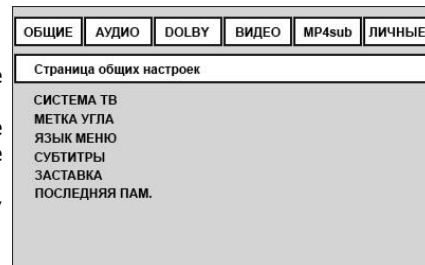 ОБЩИЕ АУДИО DOLBY ВИДЕО MP4sub ЛИЧНЫЕ
Страница общих настроек
СИСТЕМА ТВ
МЕТКА УГЛА
ЯЗЫК МЕНЮ
СУБТИТРЫ
ЗАСТАВКА
ПОСЛЕДНЯЯ ПАМ.